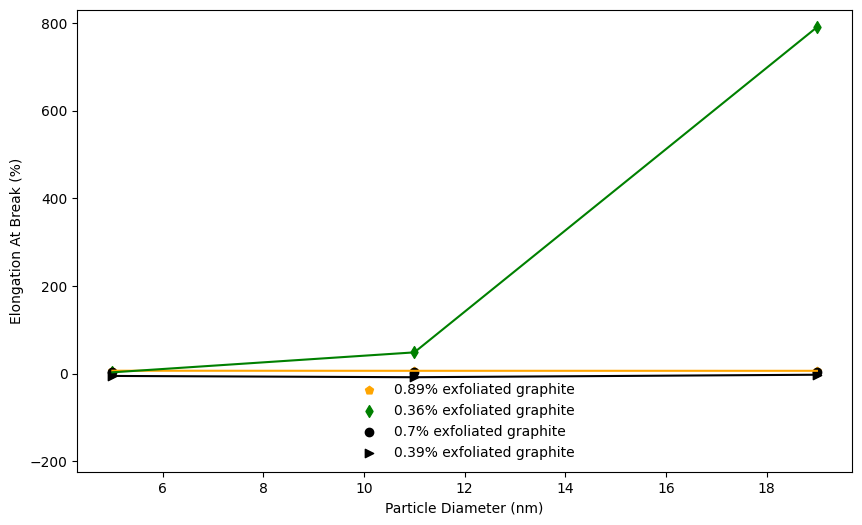 800
600
400
200
0
−200
Elongation At Break (%)
0.89% exfoliated graphite
0.36% exfoliated graphite
0.7% exfoliated graphite
0.39% exfoliated graphite
6 8 10 12 14 16 18
Particle Diameter (nm)